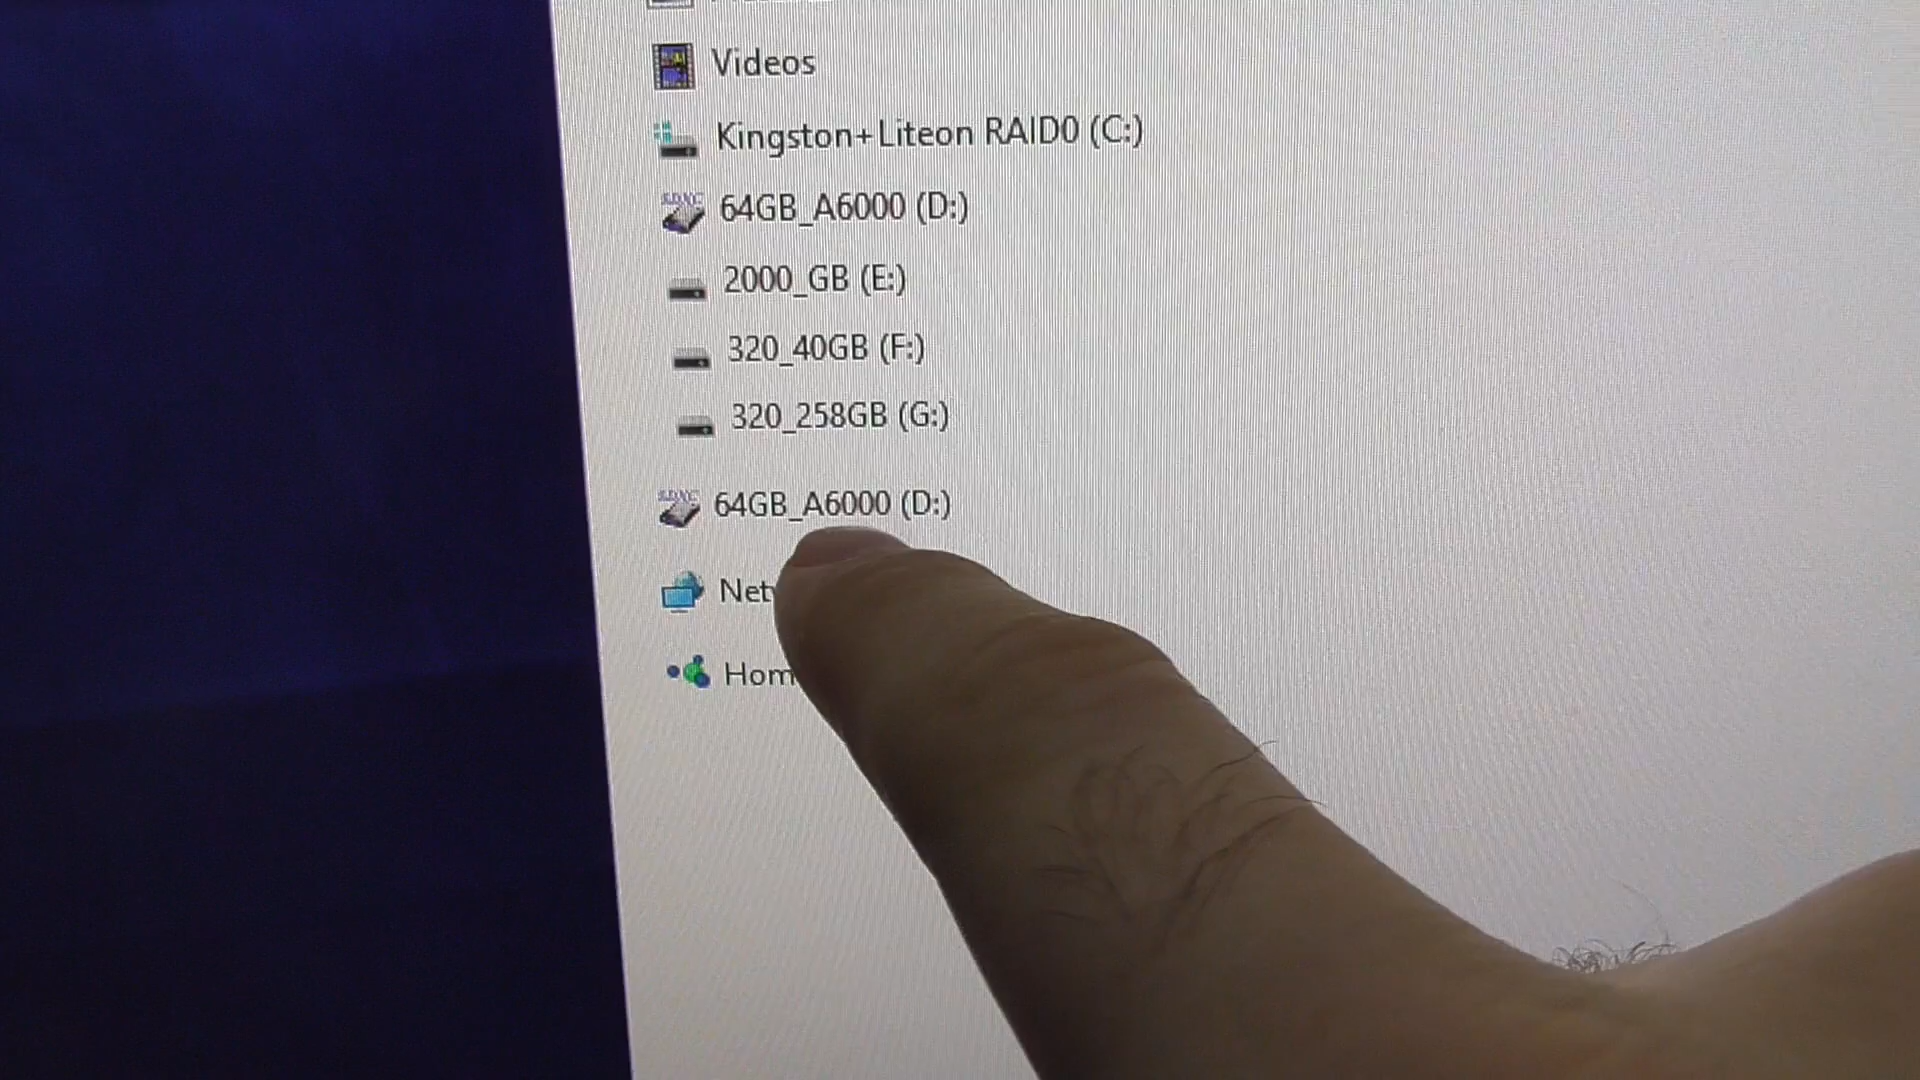 Videos
Kingston+Liteon RAID0 (C:)
64GB_A6000 (D:)
2000_GB (E:)
320_40GB (F:)
320_258GB (G:)
64GB_A6000 (D:)
Net
Hom